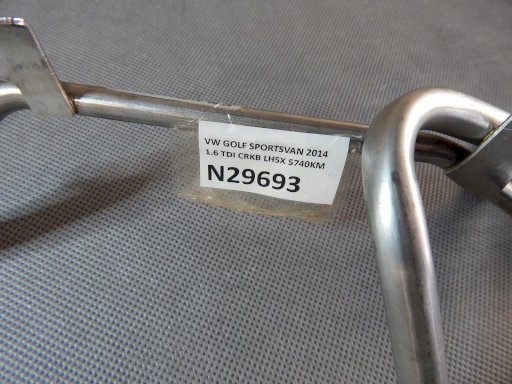 VW GOLF SPORTSVAN 2014
1.6 TDI CRKB LH5X 5740KM
N29693